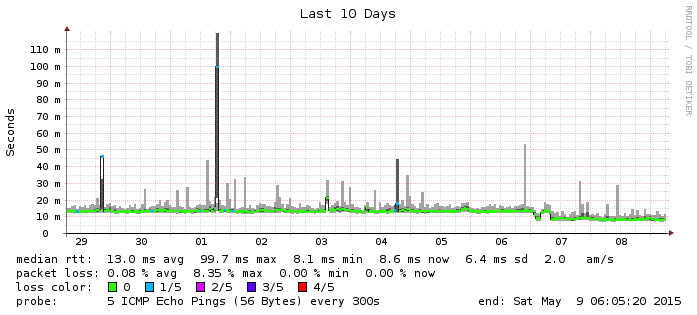 Last 10 Days
RRDTOOL / TOBI OETIKER
Seconds
110 m
100 m
90 m
80 m
70 m
60 m
50 m
40 m
30 m
20 m
10 m
0
29 30 01 02 03 04 05 06 07 08
median rtt: 13.0 ms avg 99.7 ms max 8.1 ms min 8.6 ms now 6.4 ms sd 2.0 am/s
packet loss: 0.08 % avg 8.35 % max 0.00 % min 0.00 % now
loss color: 0 1/5 2/5 3/5 4/5
probe: 5 ICMP Echo Pings (56 Bytes) every 300s end: Sat May 9 06:05:20 2015